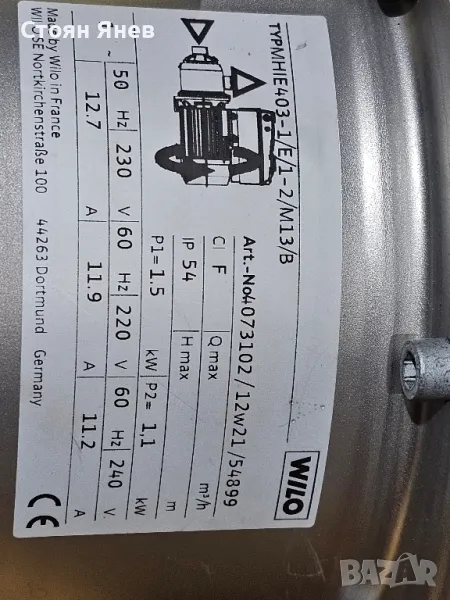 Стоян Янев
WILO
TYPMHIE403-1/E/1-2/M13/B
Art.-No4073102 / 12w21 /54899
Cl F Q max m³/h
IP 54 H max m
P1= 1.5 kW P2= 1,1 kW
~ 50 Hz 230 V 60 Hz 220 V 60 Hz 240 V.
12.7 A 11.9 A 11.2 A
Made by Wilo in France
WILO SE Nortkirchenstraße 100 44263 Dortmund Germany
CE
BAZAR
bg